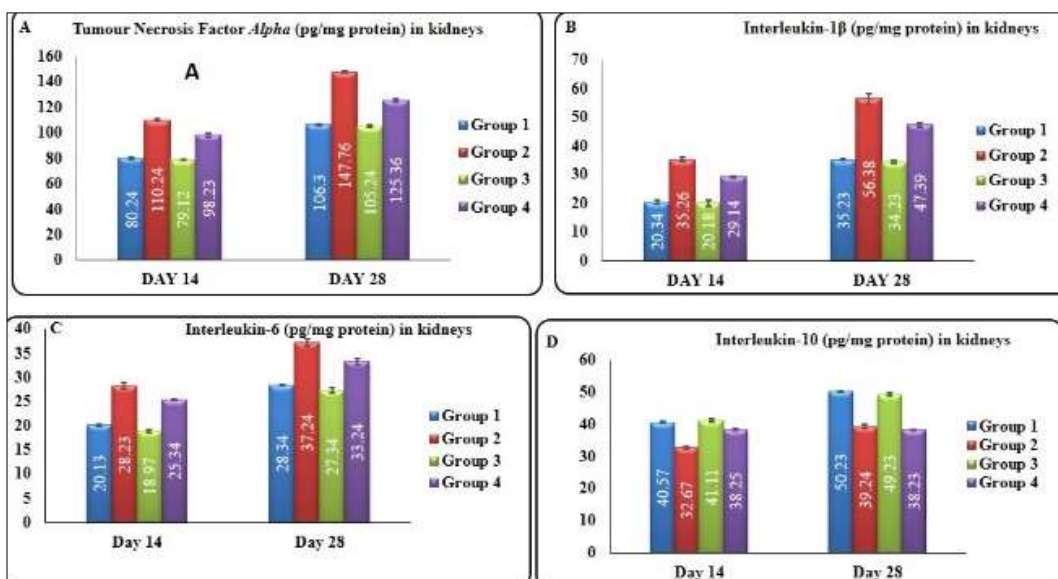 A
Tumour Necrosis Factor Alpha (pg/mg protein) in kidneys
A
160
140
120
100
80
60
40
20
0
80.24
110.24
79.12
98.23
106.3
147.76
105.24
125.36
DAY 14
DAY 28
Group 1
Group 2
Group 3
Group 4
B
Interleukin-1β (pg/mg protein) in kidneys
70
60
50
40
30
20
10
0
20.34
35.26
20.18
29.14
35.23
56.38
34.23
47.39
DAY 14
DAY 28
Group 1
Group 2
Group 3
Group 4
C
Interleukin-6 (pg/mg protein) in kidneys
40
35
30
25
20
15
10
5
0
20.13
28.23
18.97
25.34
28.34
37.24
27.34
33.24
Day 14
Day 28
Group 1
Group 2
Group 3
Group 4
D
Interleukin-10 (pg/mg protein) in kidneys
60
50
40
30
20
10
0
40.57
32.67
41.11
38.25
50.23
39.24
49.23
38.23
Day 14
Day 28
Group 1
Group 2
Group 3
Group 4